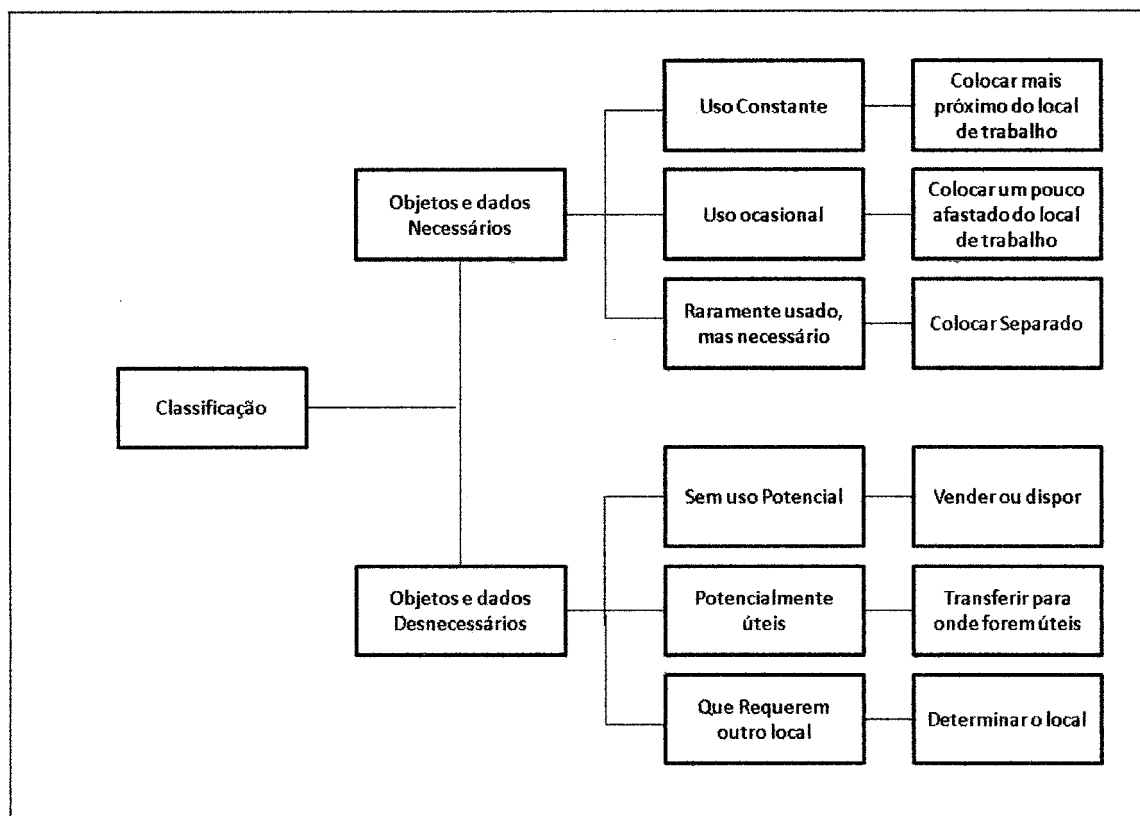 Classificação
Objetos e dados
Necessários
Uso Constante
Colocar mais
próximo do local
de trabalho
Uso ocasional
Colocar um pouco
afastado do local
de trabalho
Raramente usado,
mas necessário
Colocar Separado
Objetos e dados
Desnecessários
Sem uso Potencial
Vender ou dispor
Potencialmente
úteis
Transferir para
onde forem úteis
Que Requerem
outro local
Determinar o local